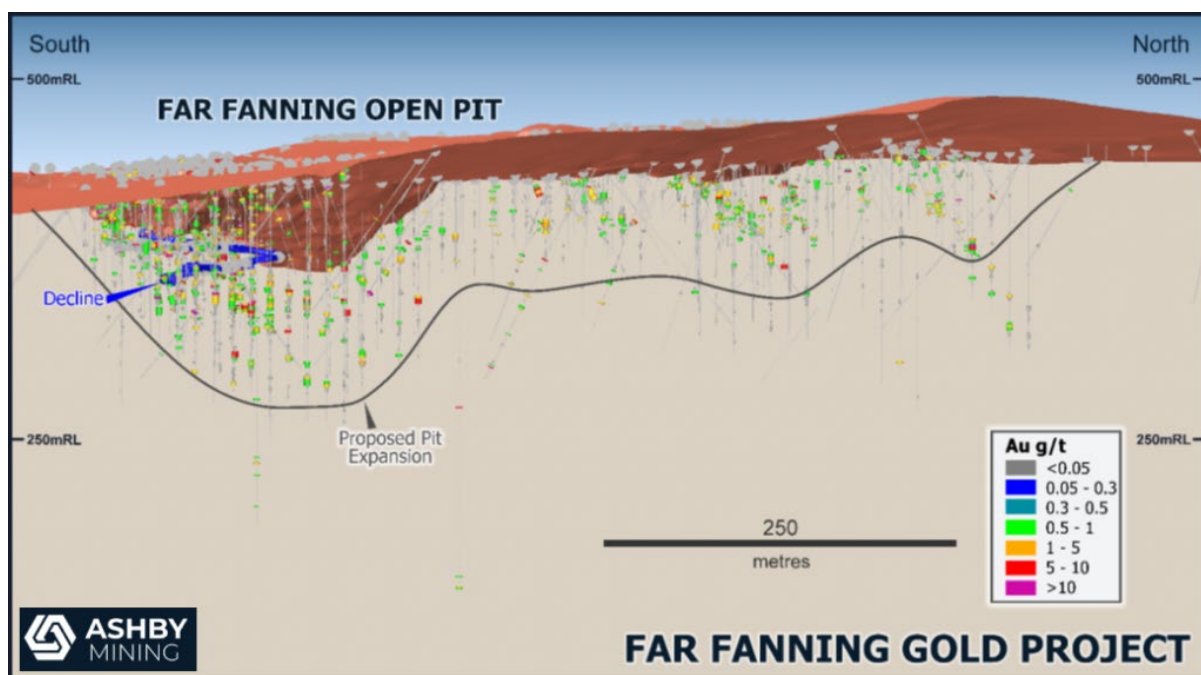 South
North
500mRL
500mRL
FAR FANNING OPEN PIT
Decline
Proposed Pit
Expansion
250mRL
250mRL
Au g/t
<0.05
0.05 - 0.3
0.3 - 0.5
0.5 - 1
1 - 5
5 - 10
>10
250
metres
ASHBY
MINING
FAR FANNING GOLD PROJECT